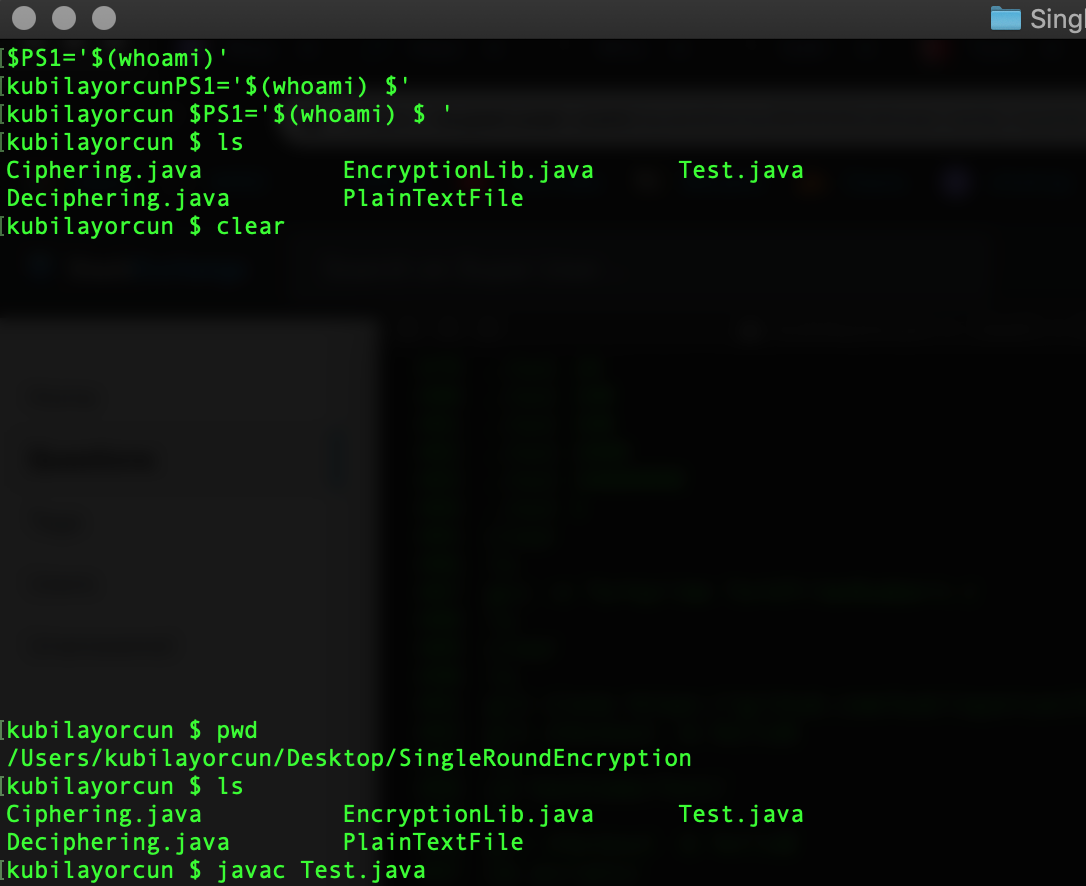 Singl
[$PS1='$(whoami)'
[kubilayorcunPS1='$(whoami) $'
[kubilayorcun $PS1='$(whoami) $ '
[kubilayorcun $ ls
Ciphering.java EncryptionLib.java Test.java
Deciphering.java PlainTextFile
[kubilayorcun $ clear
[kubilayorcun $ pwd
/Users/kubilayorcun/Desktop/SingleRoundEncryption
[kubilayorcun $ ls
Ciphering.java EncryptionLib.java Test.java
Deciphering.java PlainTextFile
[kubilayorcun $ javac Test.java